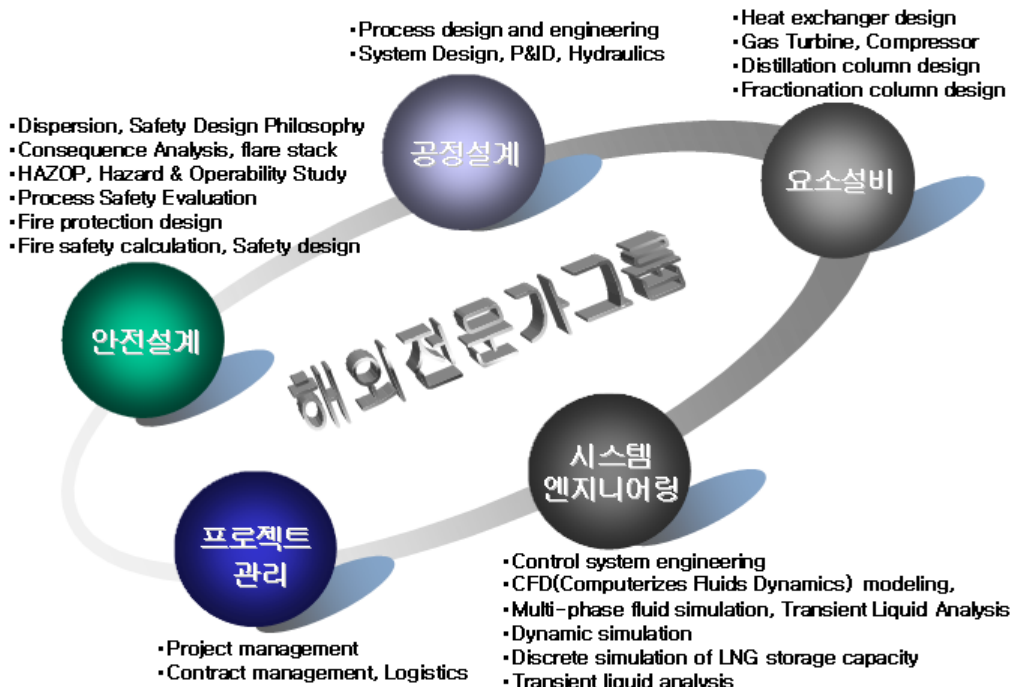 ▪Process design and engineering
▪System Design, P&ID, Hydraulics
공정설계
▪Heat exchanger design
▪Gas Turbine, Compressor
▪Distillation column design
▪Fractionation column design
요소설비
▪Dispersion, Safety Design Philosophy
▪Consequence Analysis, flare stack
▪HAZOP, Hazard & Operability Study
▪Process Safety Evaluation
▪Fire protection design
▪Fire safety calculation, Safety design
안전설계
해외전문가그룹
시스템
엔지니어링
▪Control system engineering
▪CFD(Computerizes Fluids Dynamics) modeling,
▪Multi-phase fluid simulation, Transient Liquid Analysis
▪Dynamic simulation
▪Discrete simulation of LNG storage capacity
▪Transient liquid analysis
프로젝트
관리
▪Project management
▪Contract management, Logistics